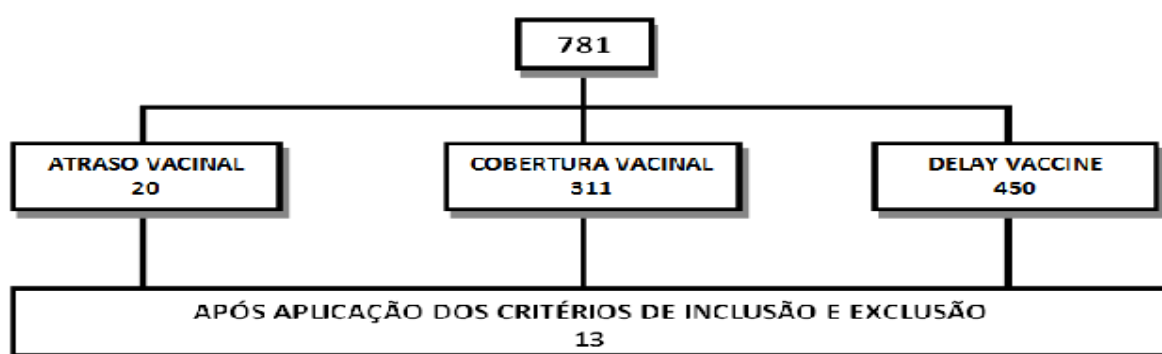 781
ATRASO VACINAL
20
COBERTURA VACINAL
311
DELAY VACCINE
450
APÓS APLICAÇÃO DOS CRITÉRIOS DE INCLUSÃO E EXCLUSÃO
13